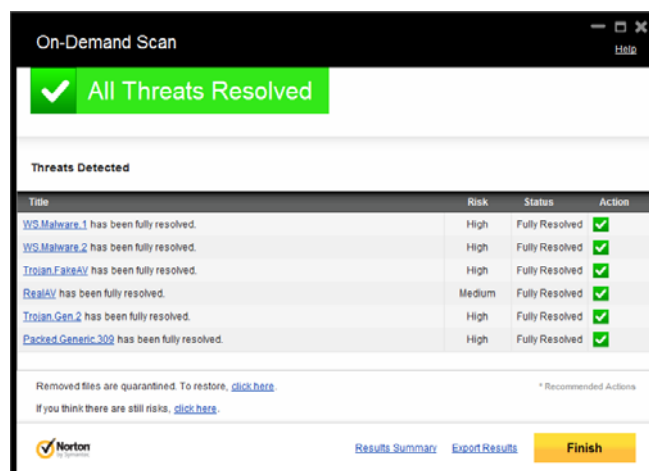 On-Demand Scan
Help
All Threats Resolved
Threats Detected
Title Risk Status Action
WS.Malware.1 has been fully resolved. High Fully Resolved
WS.Malware.2 has been fully resolved. High Fully Resolved
Trojan.FakeAV has been fully resolved. High Fully Resolved
RealAV has been fully resolved. Medium Fully Resolved
Trojan.Gen.2 has been fully resolved. High Fully Resolved
Packed.Generic.309 has been fully resolved. High Fully Resolved
Removed files are quarantined. To restore, click here. * Recommended Actions
If you think there are still risks, click here.
Norton
by Symantec
Results Summary Export Results Finish